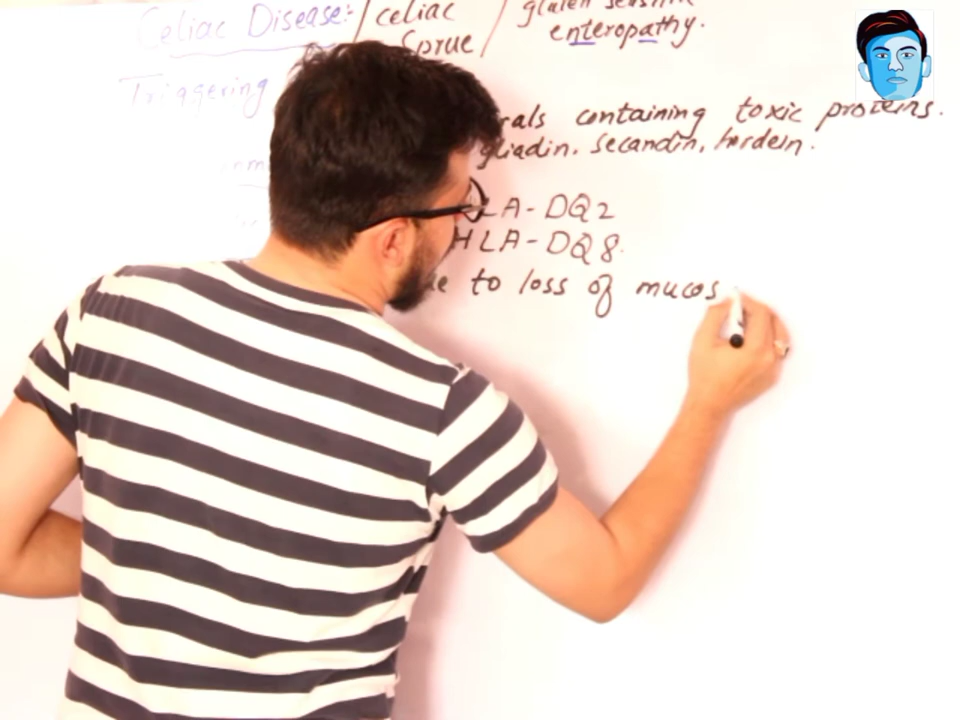 Celiac Disease:- / celiac Sprue / gluten sensitive enteropathy.
Triggering
containing toxic proteins.
gliadin. Secandin, hordein.
LA-DQ2
HLA-DQ8.
to loss of mucos